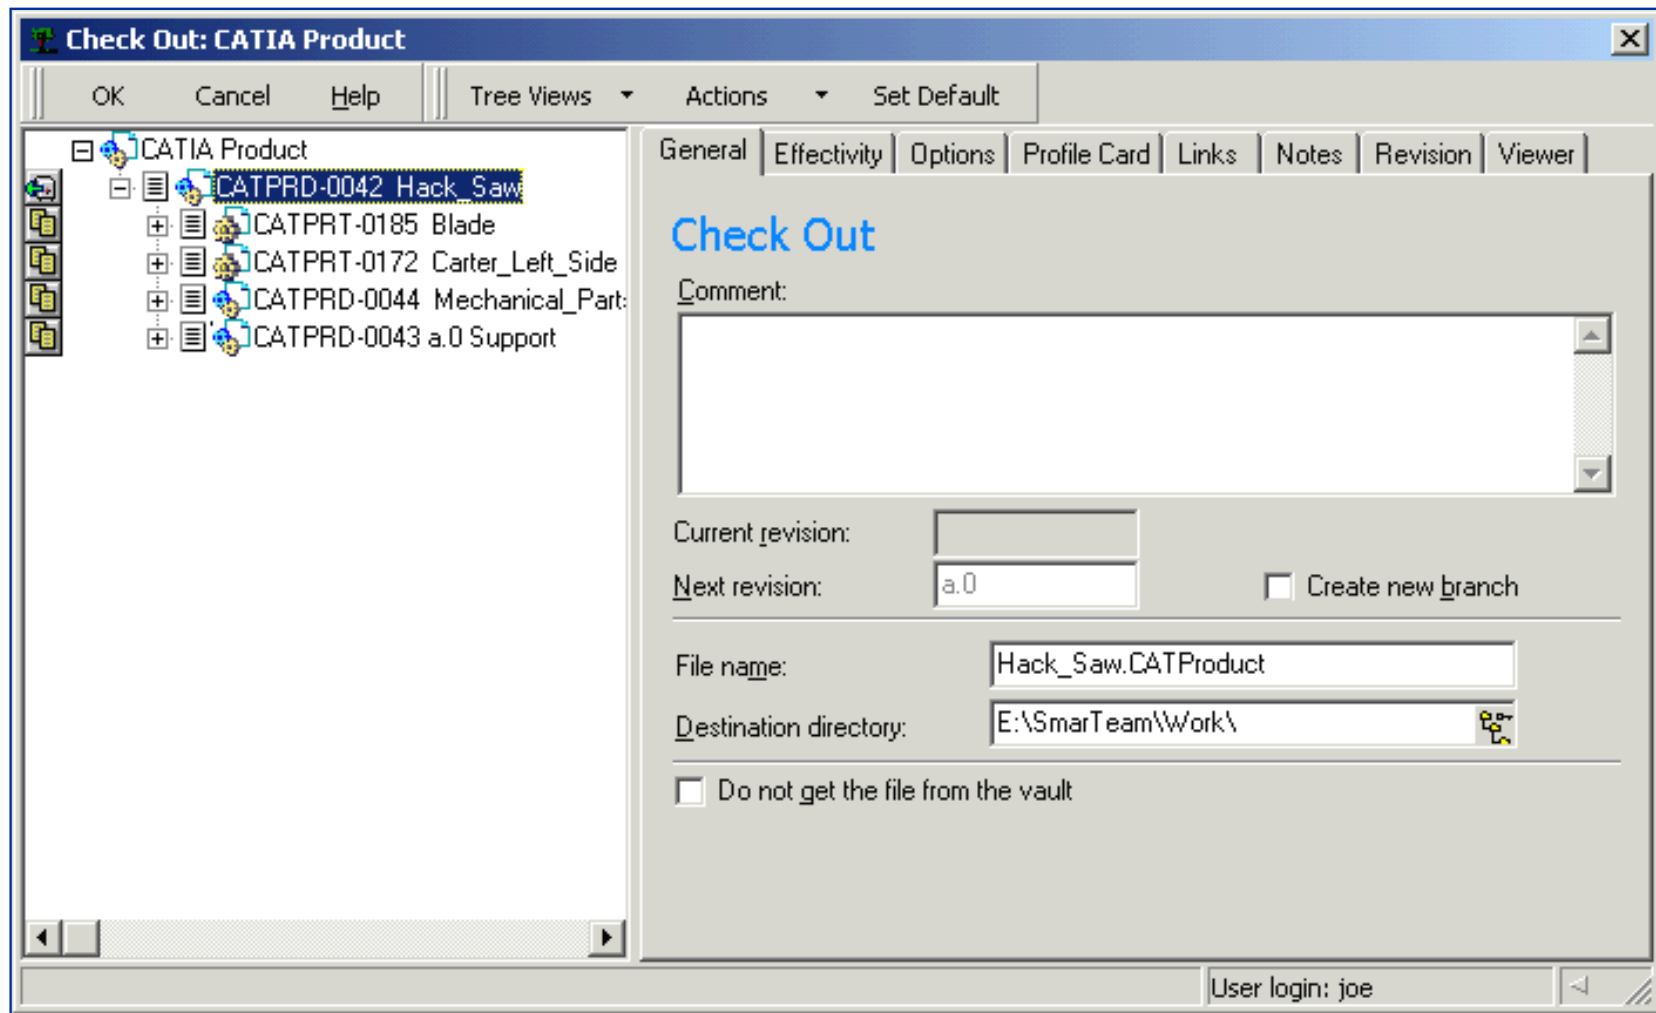 Check Out: CATIA Product
OK Cancel Help Tree Views Actions Set Default
CATIA Product
CATPRD-0042 Hack_Saw
CATPRT-0185 Blade
CATPRT-0172 Carter_Left_Side
CATPRD-0044 Mechanical_Parts
CATPRD-0043 a.0 Support
General Effectivity Options Profile Card Links Notes Revision Viewer
Check Out
Comment:
Current revision:
Next revision: a.0 Create new branch
File name: Hack_Saw.CATProduct
Destination directory: E:\SmarTeam\Work\
Do not get the file from the vault
User login: joe